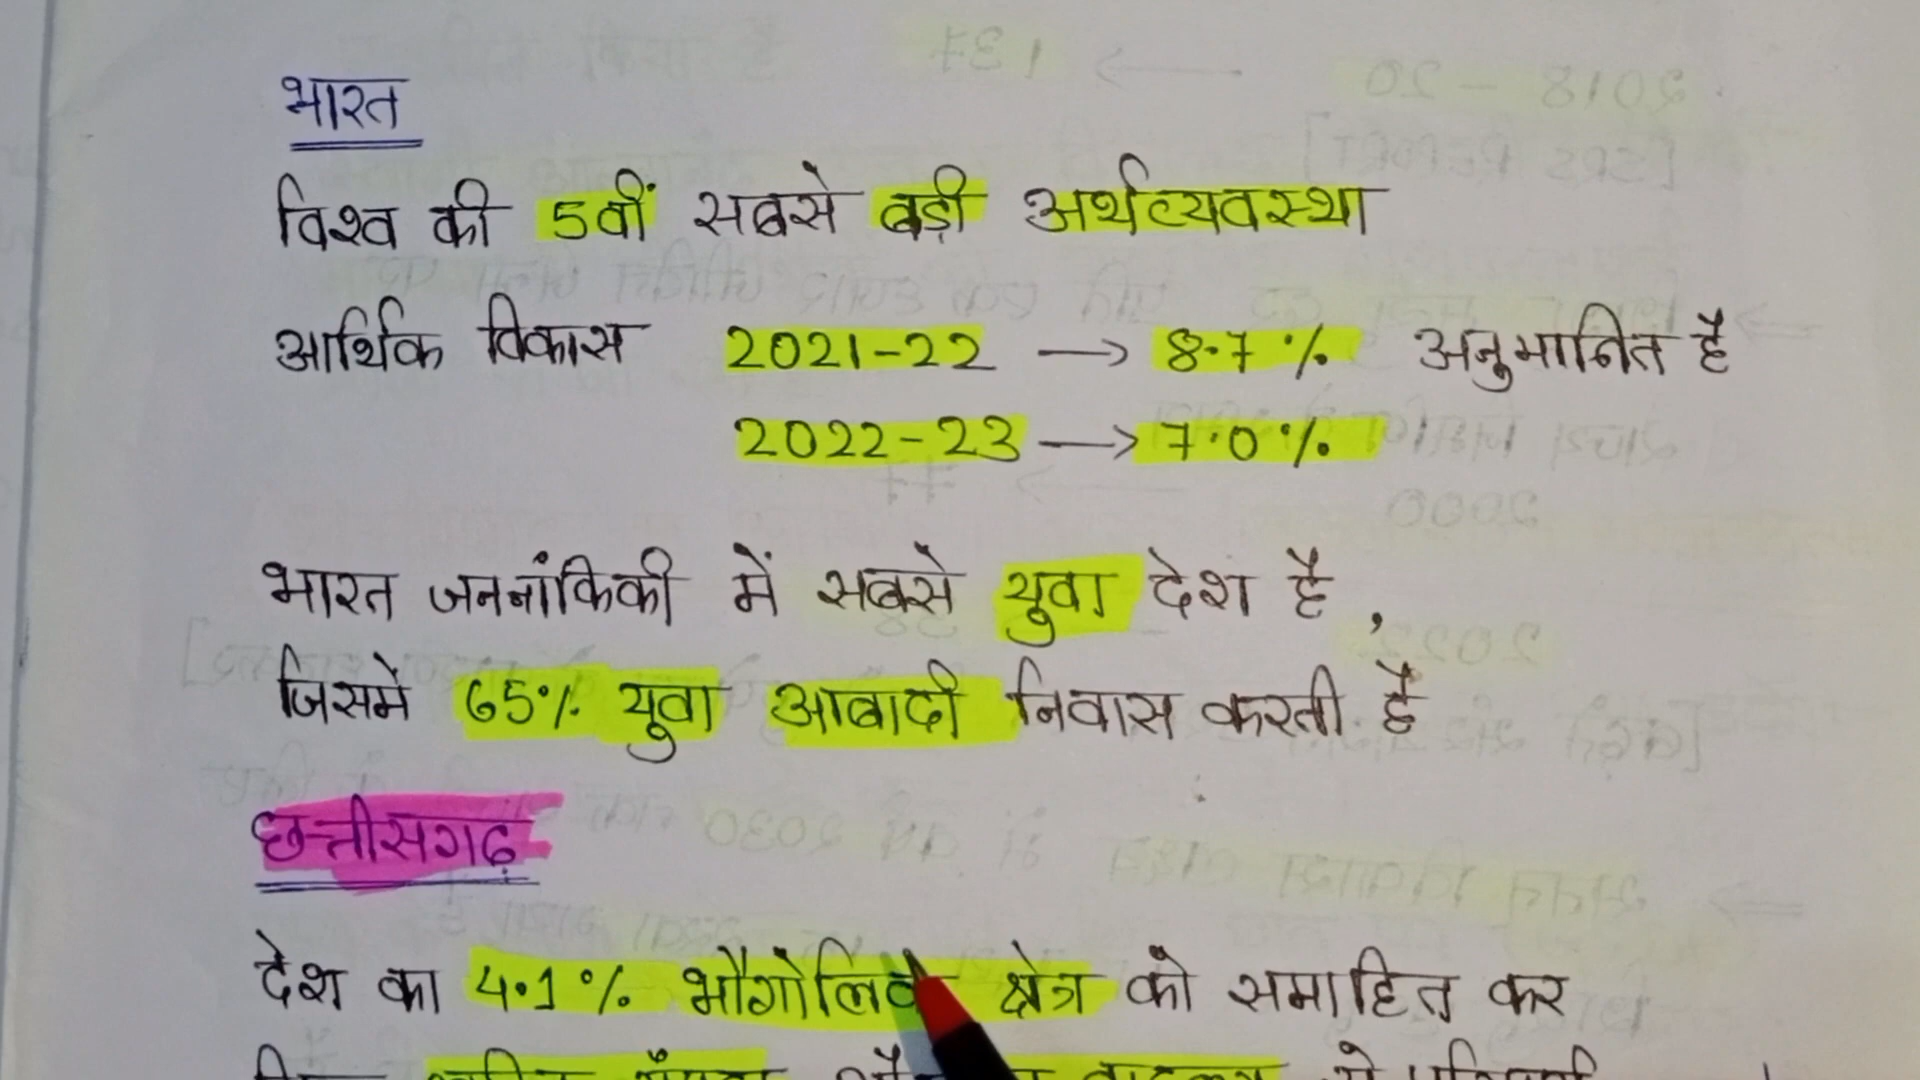 भारत
विश्व की 5वीं सबसे बड़ी अर्थव्यवस्था
आर्थिक विकास 2021-22 → 8.7% अनुमानित है
2022-23 → 7.0%
भारत जननांकिकी में सबसे युवा देश है,
जिसमे 65% युवा आबादी निवास करती है
छत्तीसगढ़
देश का 4.1% भौगोलिक क्षेत्र को समाहित कर